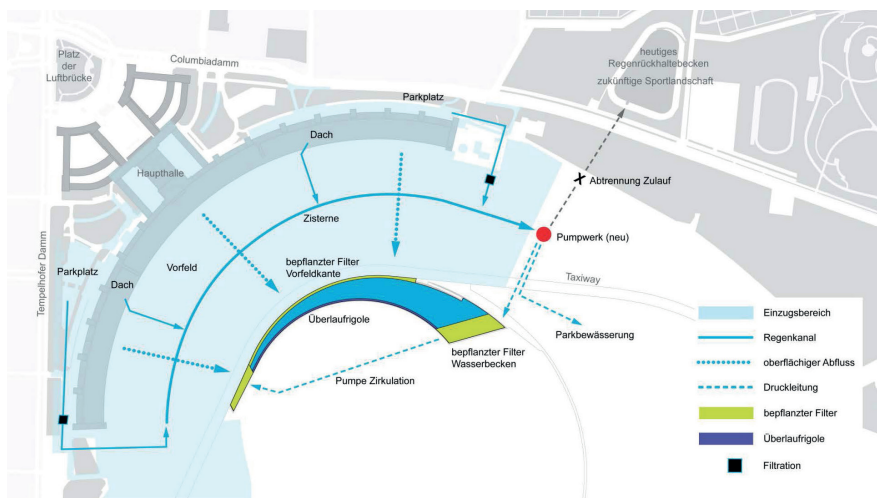 Platz
der
Luftbrücke
Columbiadamm
heutiges
Regenrückhaltebecken
zukünftige Sportlandschaft
Parkplatz
Dach
Haupthalle
Abtrennung Zulauf
Zisterne
Pumpwerk (neu)
Tempelhofer Damm
Parkplatz
Vorfeld
bepflanzter Filter
Vorfeldkante
Taxiway
Dach
Überlaufrigole
Parkbewässerung
bepflanzter Filter
Wasserbecken
Pumpe Zirkulation
Einzugsbereich
Regenkanal
oberflächiger Abfluss
Druckleitung
bepflanzter Filter
Überlaufrigole
Filtration